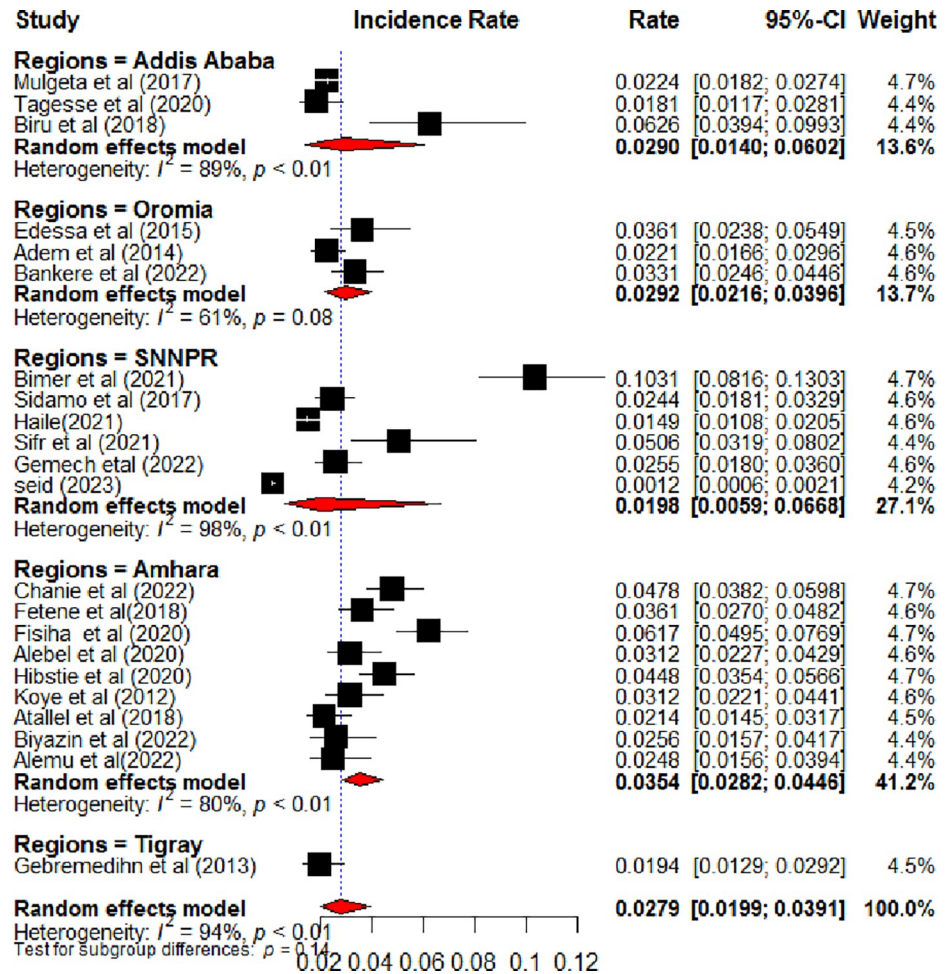 Study Incidence Rate Rate 95%-CI Weight
Regions = Addis Ababa
Mulgeta et al (2017) 0.0224 [0.0182; 0.0274] 4.7%
Tagesse et al (2020) 0.0181 [0.0117; 0.0281] 4.4%
Biru et al (2018) 0.0626 [0.0394; 0.0993] 4.4%
Random effects model 0.0290 [0.0140; 0.0602] 13.6%
Heterogeneity: I² = 89%, p < 0.01
Regions = Oromia
Edessa et al (2015) 0.0361 [0.0238; 0.0549] 4.5%
Adem et al (2014) 0.0221 [0.0166; 0.0296] 4.6%
Bankere et al (2022) 0.0331 [0.0246; 0.0446] 4.6%
Random effects model 0.0292 [0.0216; 0.0396] 13.7%
Heterogeneity: I² = 61%, p = 0.08
Regions = SNNPR
Bimer et al (2021) 0.1031 [0.0816; 0.1303] 4.7%
Sidamo et al (2017) 0.0244 [0.0181; 0.0329] 4.6%
Haile(2021) 0.0149 [0.0108; 0.0205] 4.6%
Sifr et al (2021) 0.0506 [0.0319; 0.0802] 4.4%
Gemech etal (2022) 0.0255 [0.0180; 0.0360] 4.6%
seid (2023) 0.0012 [0.0006; 0.0021] 4.2%
Random effects model 0.0198 [0.0059; 0.0668] 27.1%
Heterogeneity: I² = 98%, p < 0.01
Regions = Amhara
Chanie et al (2022) 0.0478 [0.0382; 0.0598] 4.7%
Fetene et al(2018) 0.0361 [0.0270; 0.0482] 4.6%
Fisiha et al (2020) 0.0617 [0.0495; 0.0769] 4.7%
Alebel et al (2020) 0.0312 [0.0227; 0.0429] 4.6%
Hibstie et al (2020) 0.0448 [0.0354; 0.0566] 4.7%
Koye et al (2012) 0.0312 [0.0221; 0.0441] 4.6%
Atallel et al (2018) 0.0214 [0.0145; 0.0317] 4.5%
Biyazin et al (2022) 0.0256 [0.0157; 0.0417] 4.4%
Alemu et al(2022) 0.0248 [0.0156; 0.0394] 4.4%
Random effects model 0.0354 [0.0282; 0.0446] 41.2%
Heterogeneity: I² = 80%, p < 0.01
Regions = Tigray
Gebremedihn et al (2013) 0.0194 [0.0129; 0.0292] 4.5%
Random effects model 0.0279 [0.0199; 0.0391] 100.0%
Heterogeneity: I² = 94%, p < 0.01
Test for subgroup differences: p = 0.14
0.02 0.04 0.06 0.08 0.1 0.12